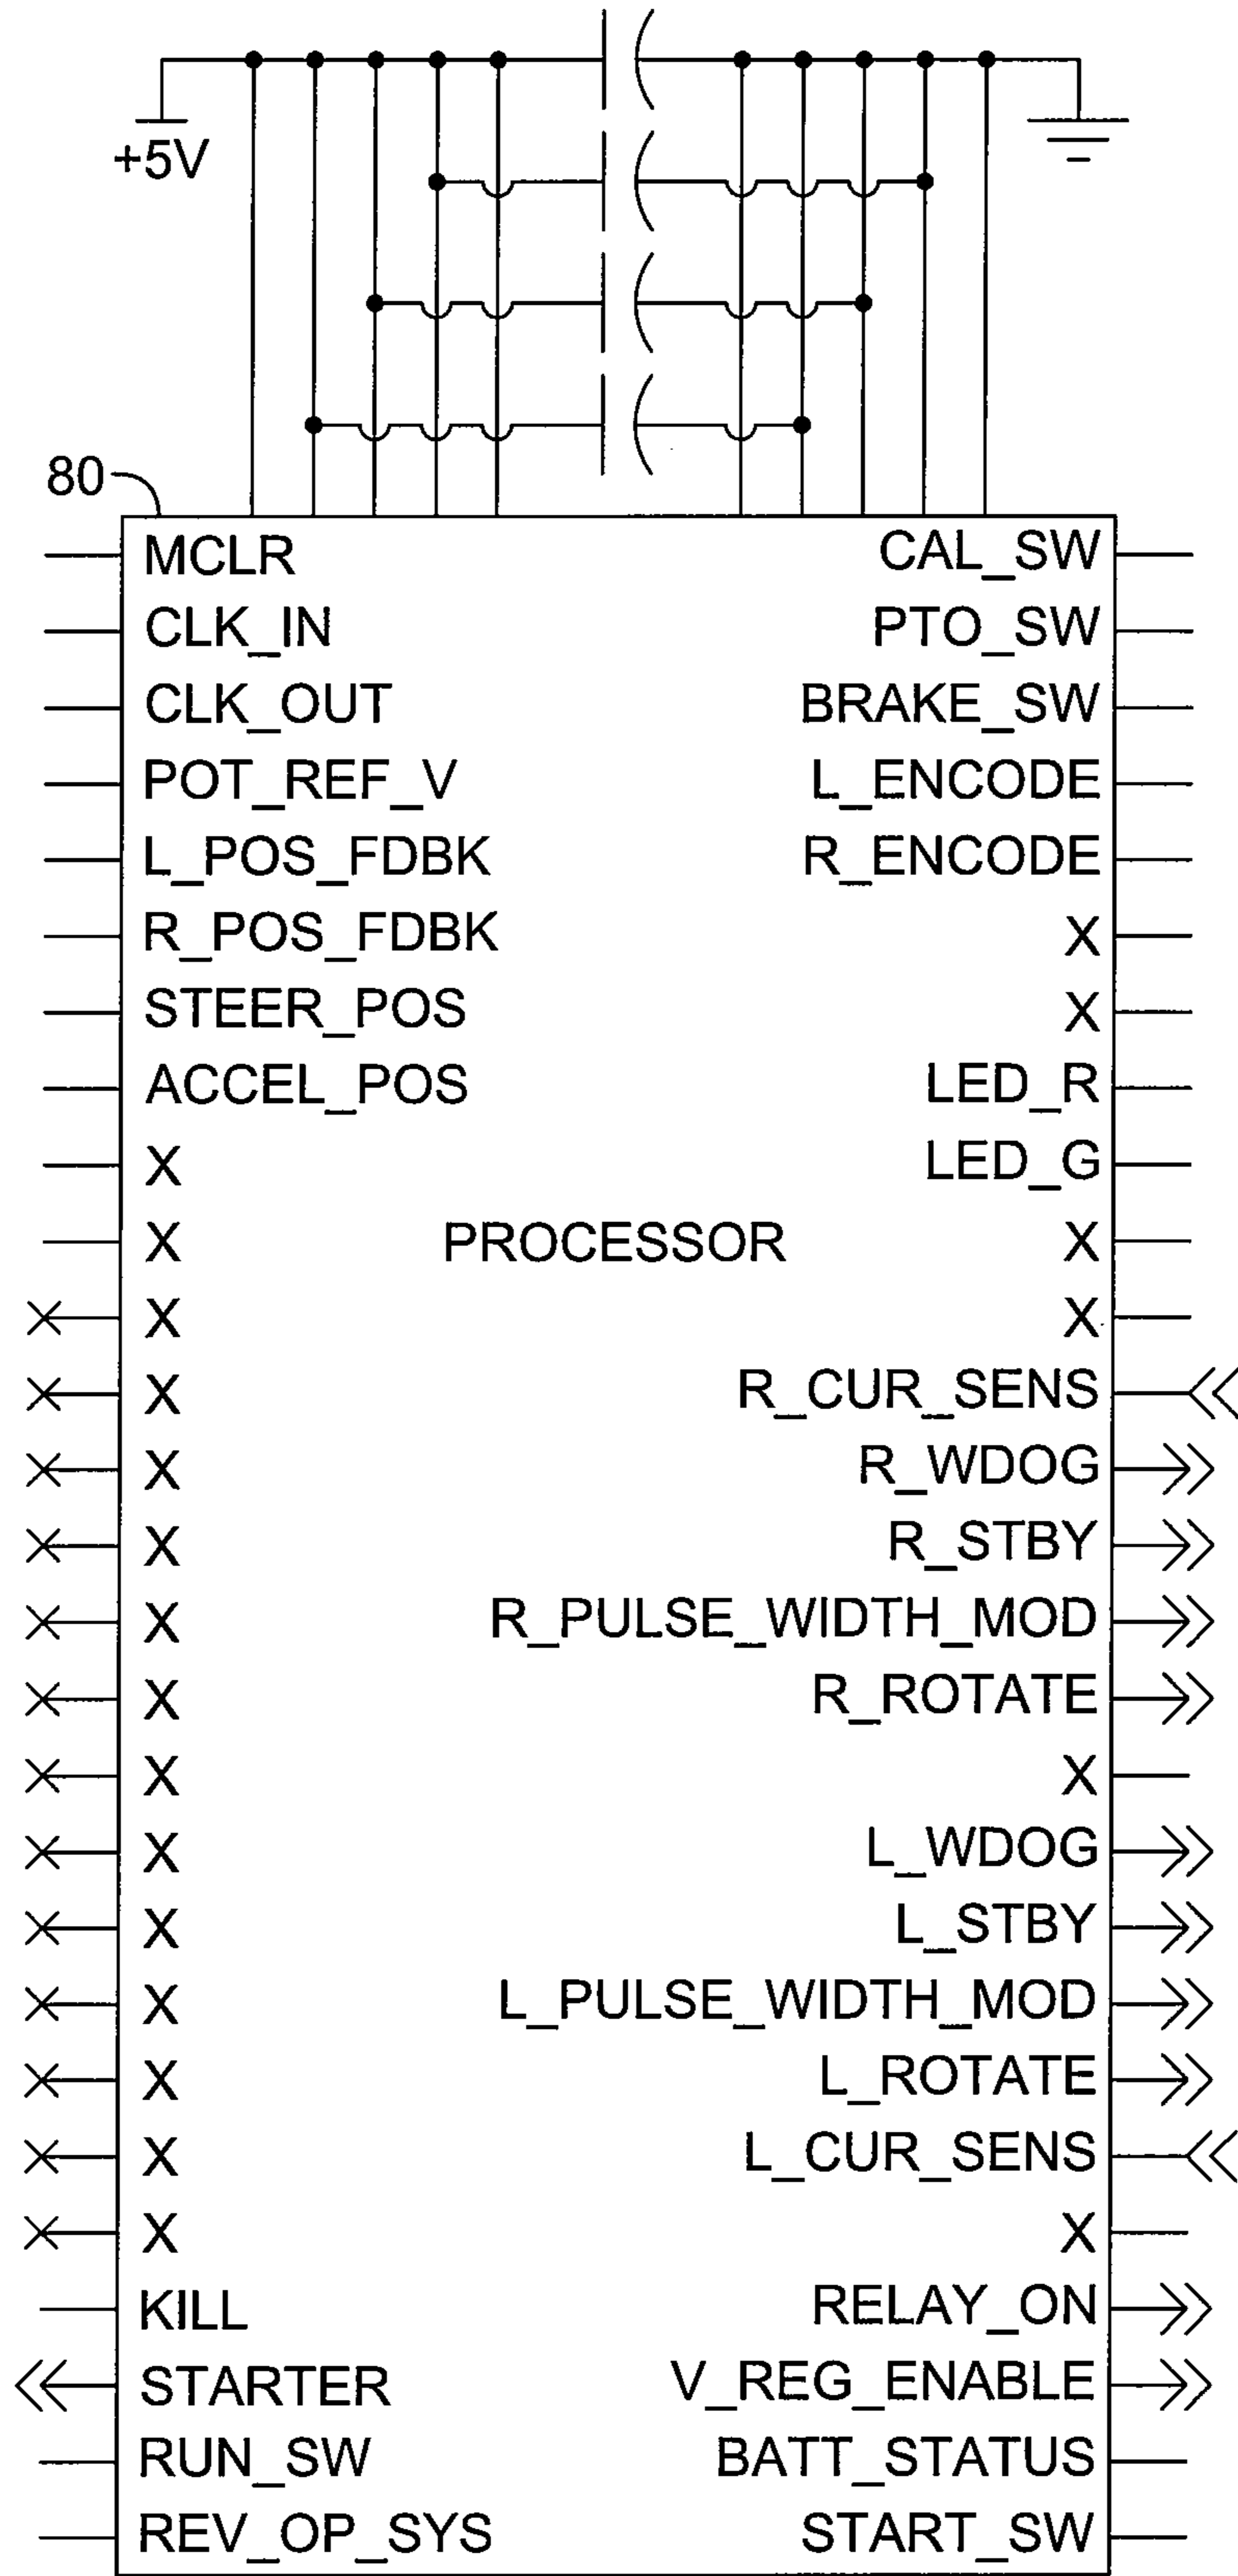 +5V
80
MCLR CAL_SW
CLK_IN PTO_SW
CLK_OUT BRAKE_SW
POT_REF_V L_ENCODE
L_POS_FDBK R_ENCODE
R_POS_FDBK X
STEER_POS X
ACCEL_POS LED_R
X LED_G
X PROCESSOR X
X X
X R_CUR_SENS
X R_WDOG
X R_STBY
X R_PULSE_WIDTH_MOD
X R_ROTATE
X X
X L_WDOG
X L_STBY
X L_PULSE_WIDTH_MOD
X L_ROTATE
X L_CUR_SENS
X X
KILL RELAY_ON
STARTER V_REG_ENABLE
RUN_SW BATT_STATUS
REV_OP_SYS START_SW